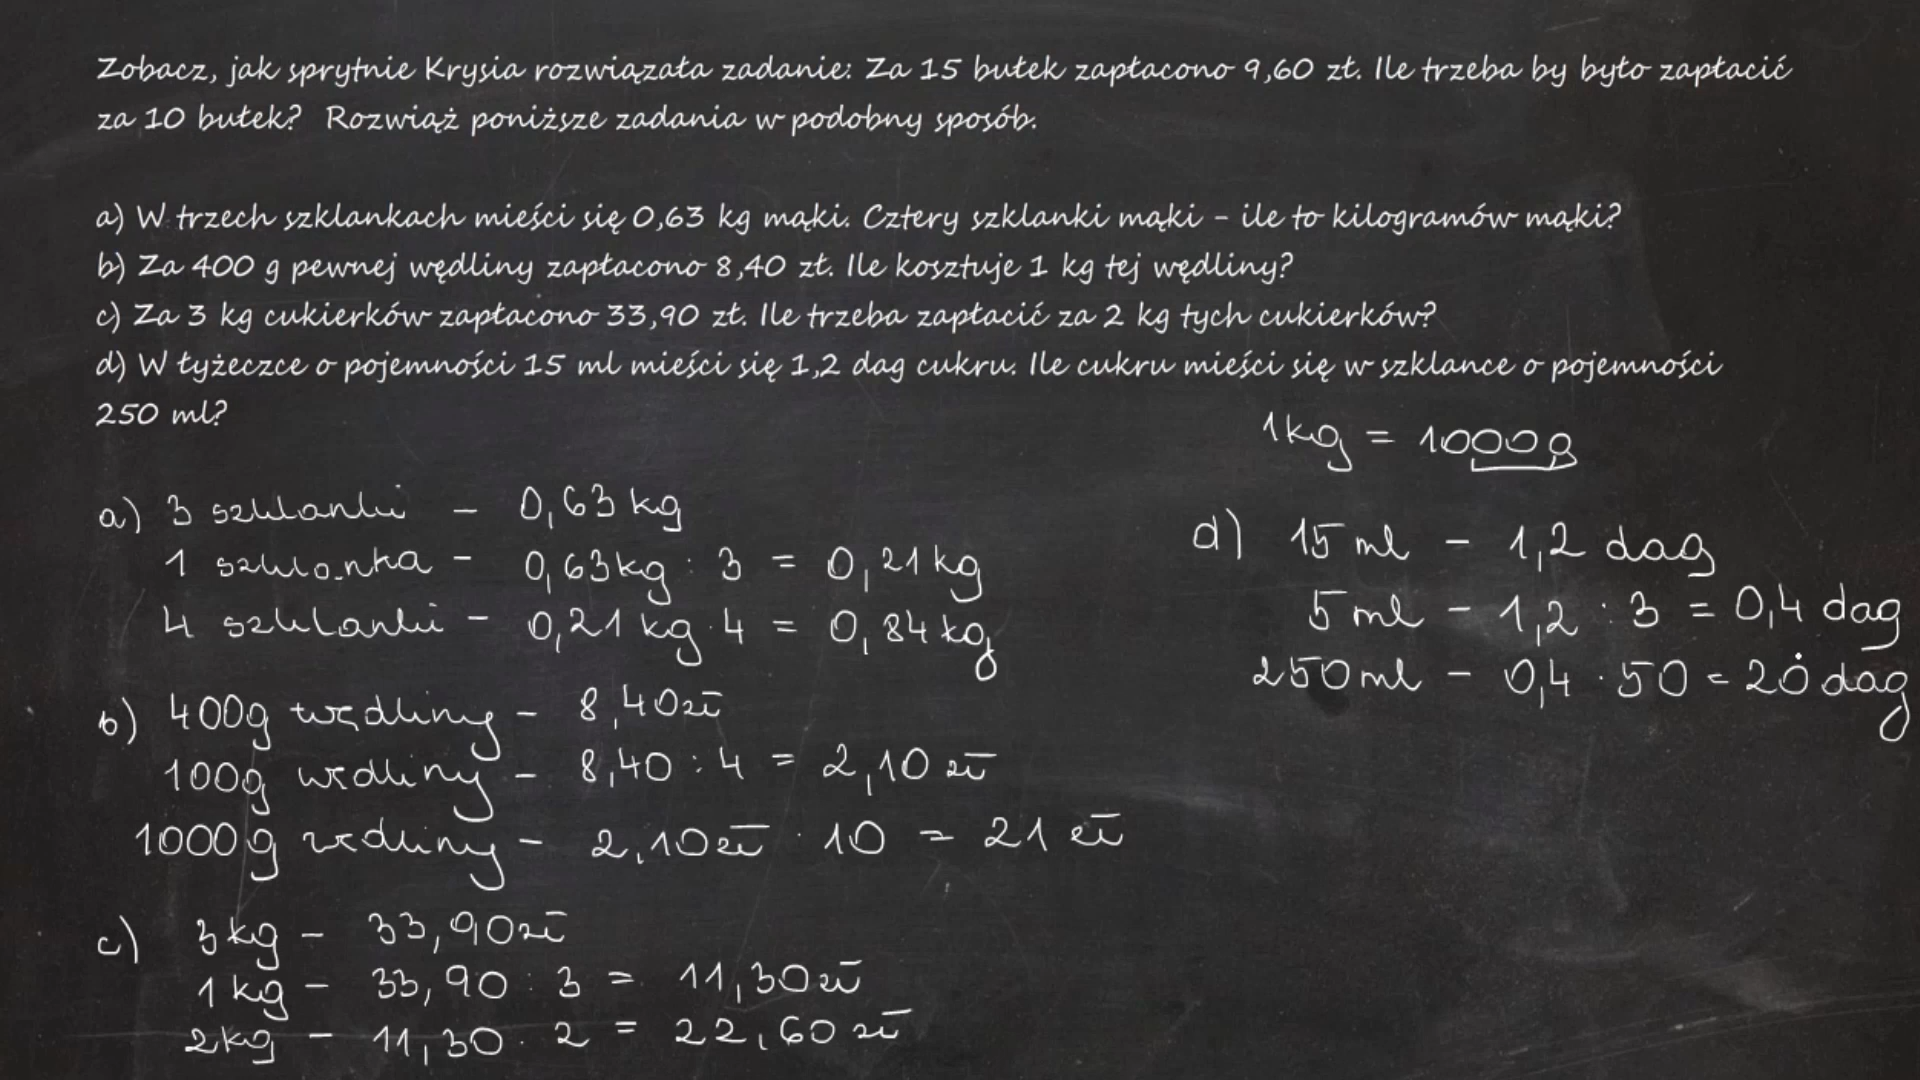 Zobacz, jak sprytnie Krysia rozwiązała zadanie: Za 15 bułek zapłacono 9,60 zł. Ile trzeba by było zapłacić
za 10 bułek? Rozwiąż poniższe zadania w podobny sposób.
a) W trzech szklankach mieści się 0,63 kg mąki. Cztery szklanki mąki - ile to kilogramów mąki?
b) Za 400 g pewnej wędliny zapłacono 8,40 zł. Ile kosztuje 1 kg tej wędliny?
c) Za 3 kg cukierków zapłacono 33,90 zł. Ile trzeba zapłacić za 2 kg tych cukierków?
d) W łyżeczce o pojemności 15 ml mieści się 1,2 dag cukru. Ile cukru mieści się w szklance o pojemności
250 ml?
1kg = 1000g
a) 3 szklanki - 0,63 kg
1 szklanka - 0,63kg : 3 = 0,21 kg
4 szklanki - 0,21 kg · 4 = 0,84 kg
b) 400g wędliny - 8,40zł
100g wędliny - 8,40 : 4 = 2,10 zł
1000g wędliny - 2,10zł · 10 = 21 zł
c) 3kg - 33,90zł
1kg - 33,90 : 3 = 11,30zł
2kg - 11,30 · 2 = 22,60 zł
d) 15 ml - 1,2 dag
5 ml - 1,2 : 3 = 0,4 dag
250 ml - 0,4 · 50 = 20 dag